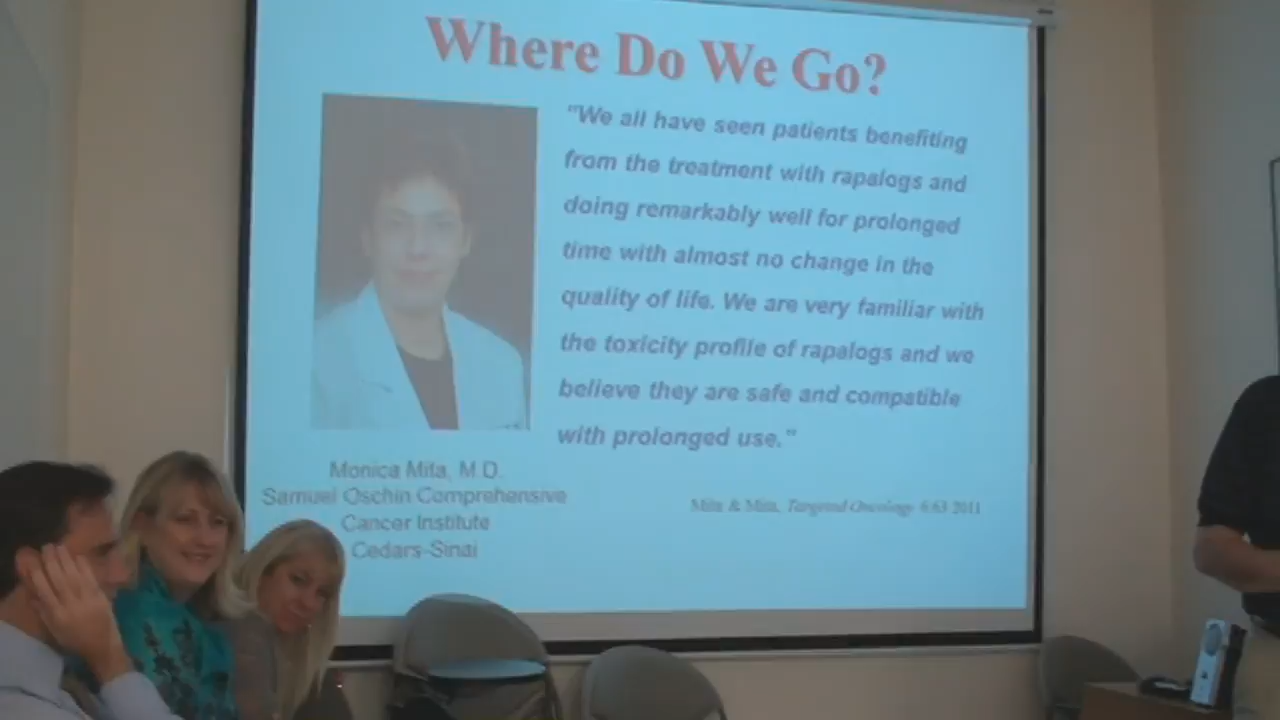 Where Do We Go?
"We all have seen patients benefiting
from the treatment with rapalogs and
doing remarkably well for prolonged
time with almost no change in the
quality of life. We are very familiar with
the toxicity profile of rapalogs and we
believe they are safe and compatible
with prolonged use."
Monica Mita, M.D.
Samuel Oschin Comprehensive
Cancer Institute
Cedars-Sinai
Mita & Mita, Targeted Oncology 6:63 2011